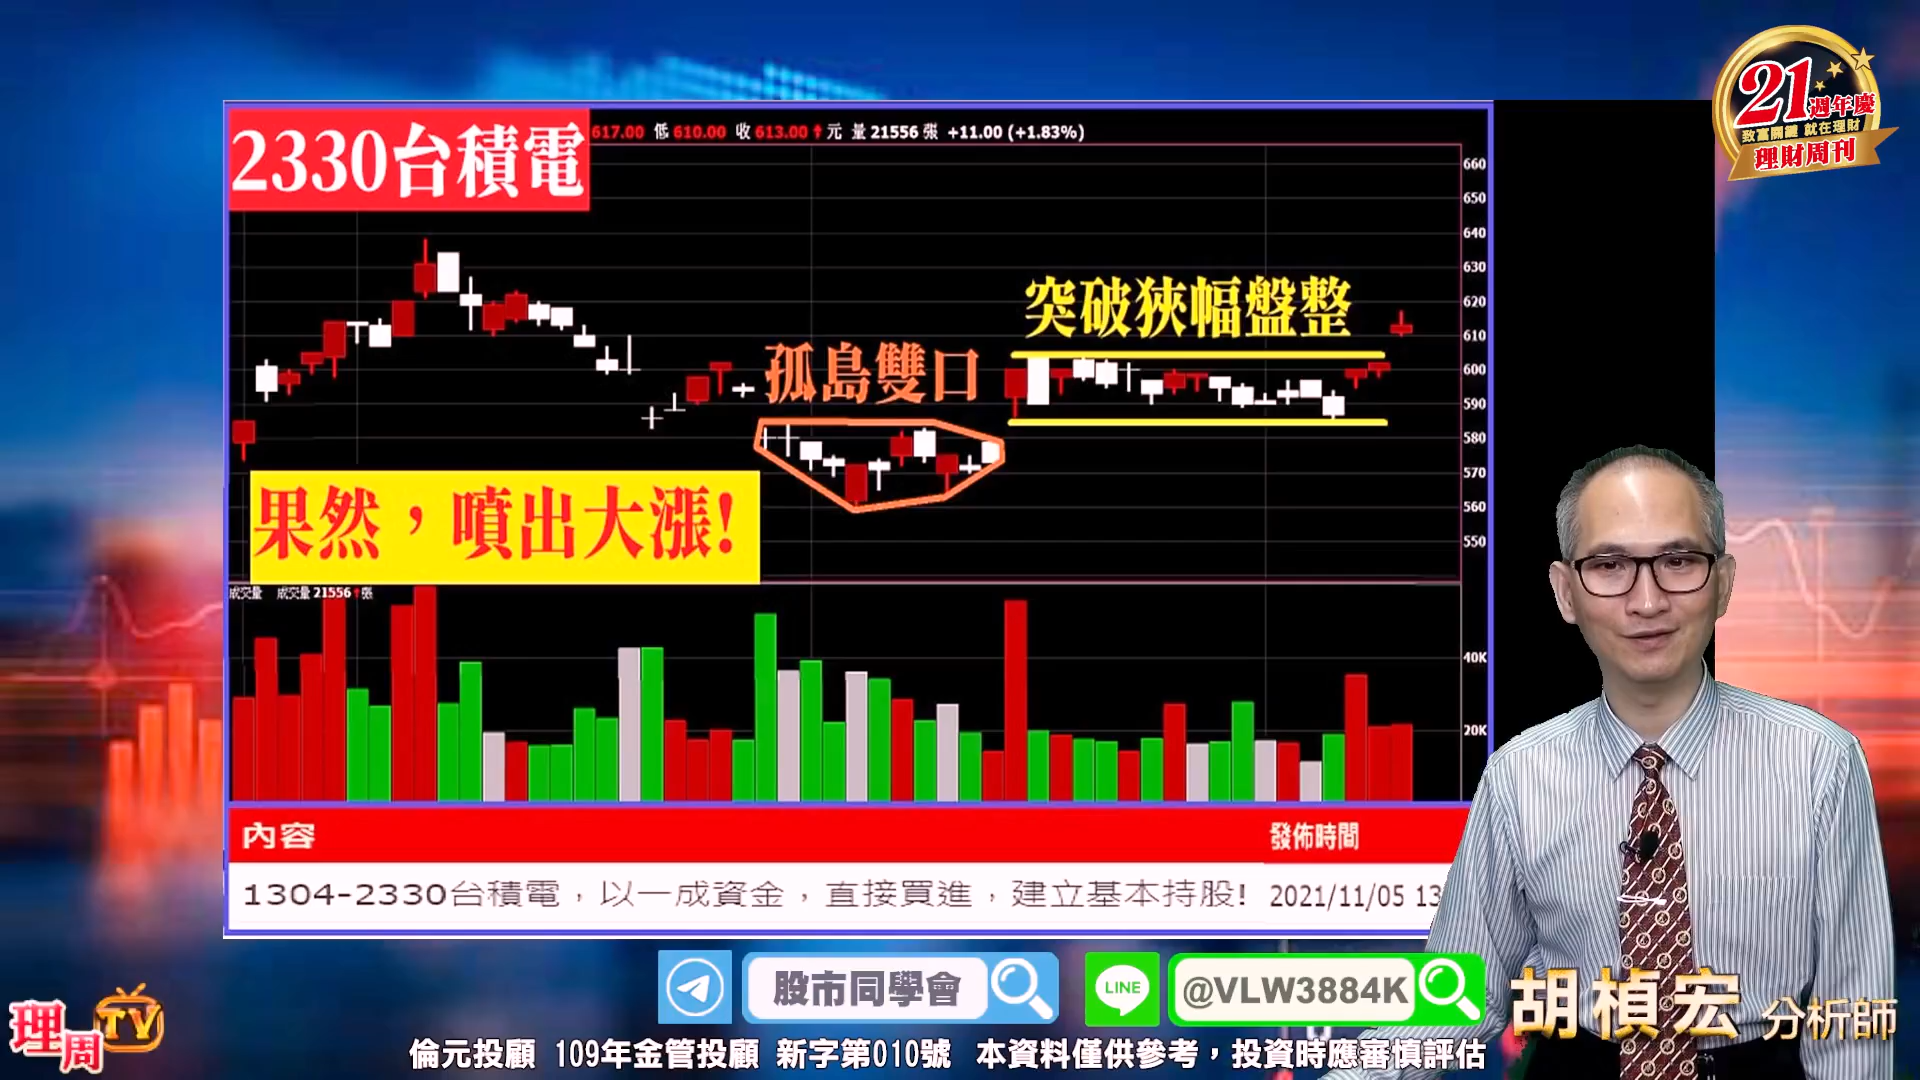 21週年慶
致富關鍵 就在理財
理財周刊
2330台積電
617.00 低 610.00 收 613.00 元 量 21556 張 +11.00 (+1.83%)
660
650
640
630
620
610
600
590
580
570
560
550
突破狹幅盤整
孤島雙口
果然，噴出大漲!
成交量 成交量 21556 張
40K
20K
內容 發佈時間
1304-2330台積電，以一成資金，直接買進，建立基本持股! 2021/11/05 13
股市同學會
LINE
@VLW3884K
胡楨宏 分析師
理周TV
倫元投顧 109年金管投顧 新字第010號 本資料僅供參考，投資時應審慎評估